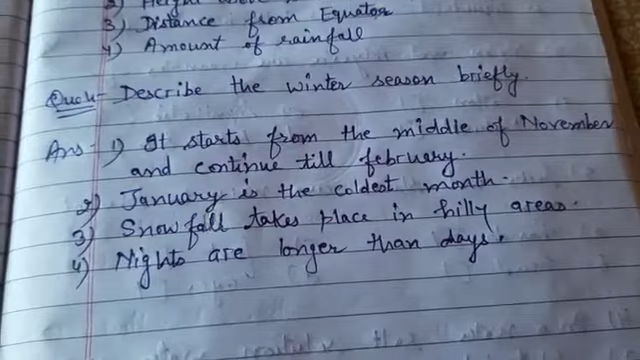 3) Distance from Equator
4) Amount of rainfall
Ques:- Describe the winter season briefly.
Ans:- 1) It starts from the middle of November
and continue till february.
2) January is the coldest month.
3) Snowfall takes place in hilly areas.
4) Nights are longer than days.